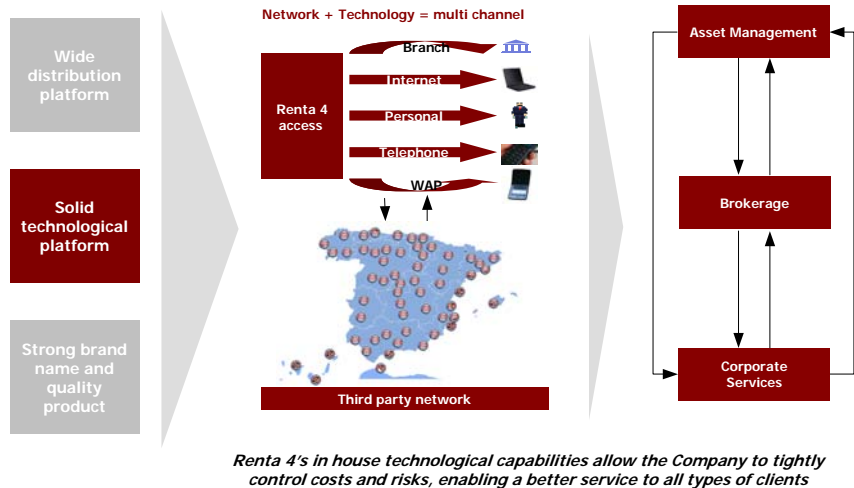 Wide
distribution
platform
Solid
technological
platform
Strong brand
name and
quality
product
Network + Technology = multi channel
Renta 4
access
Branch
Internet
Personal
Telephone
WAP
Third party network
Asset Management
Brokerage
Corporate
Services
Renta 4's in house technological capabilities allow the Company to tightly
control costs and risks, enabling a better service to all types of clients